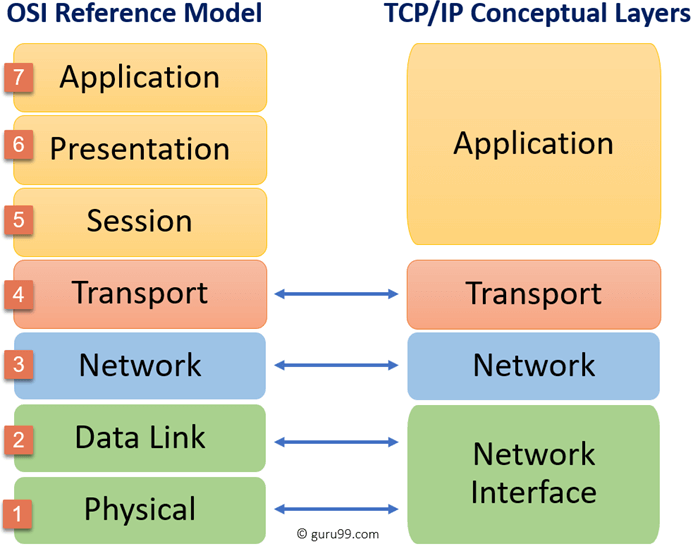 OSI Reference Model
TCP/IP Conceptual Layers
7 Application
6 Presentation
5 Session
Application
4 Transport
Transport
3 Network
Network
2 Data Link
1 Physical
Network
Interface
© guru99.com